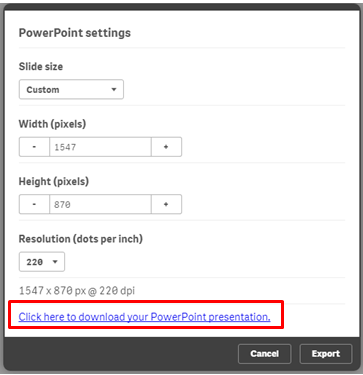 PowerPoint settings
Slide size
Custom
Width (pixels)
- 1547 +
Height (pixels)
- 870 +
Resolution (dots per inch)
220
1547 x 870 px @ 220 dpi
Click here to download your PowerPoint presentation.
Cancel Export